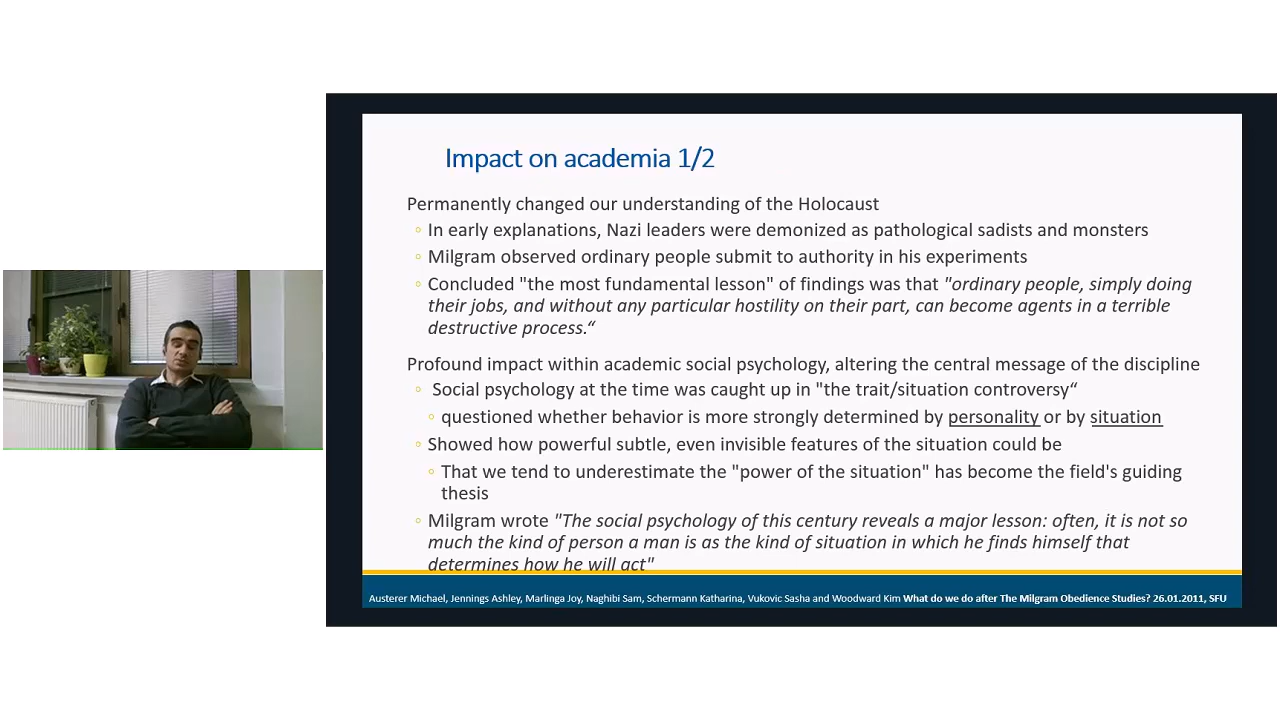 Impact on academia 1/2
Permanently changed our understanding of the Holocaust
In early explanations, Nazi leaders were demonized as pathological sadists and monsters
Milgram observed ordinary people submit to authority in his experiments
Concluded "the most fundamental lesson" of findings was that "ordinary people, simply doing
their jobs, and without any particular hostility on their part, can become agents in a terrible
destructive process.“
Profound impact within academic social psychology, altering the central message of the discipline
Social psychology at the time was caught up in "the trait/situation controversy“
questioned whether behavior is more strongly determined by personality or by situation
Showed how powerful subtle, even invisible features of the situation could be
That we tend to underestimate the "power of the situation" has become the field's guiding
thesis
Milgram wrote "The social psychology of this century reveals a major lesson: often, it is not so
much the kind of person a man is as the kind of situation in which he finds himself that
determines how he will act"
Austerer Michael, Jennings Ashley, Marlinga Joy, Naghibi Sam, Schermann Katharina, Vukovic Sasha and Woodward Kim What do we do after The Milgram Obedience Studies? 26.01.2011, SFU